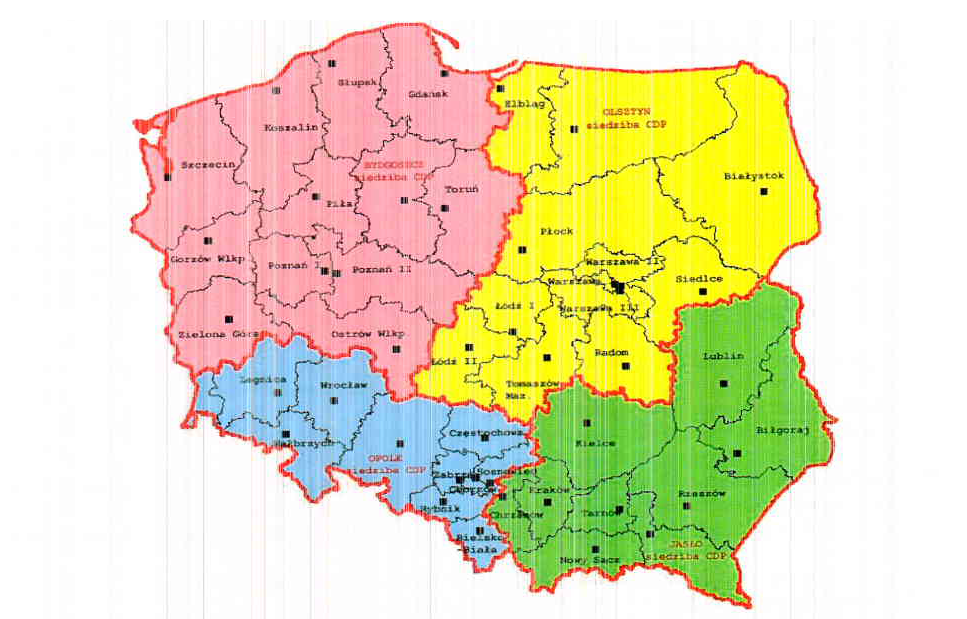 Słupsk
Gdańsk
Elbląg
OLSZTYN
siedziba CDP
Koszalin
Szczecin
BYDGOSZCZ
siedziba CDP
Białystok
Toruń
Piła
Płock
Gorzów Wlkp
Poznań I
Poznań II
Warszawa II
Warszawa
Siedlce
Łódź I
Warszawa III
Zielona Góra
Ostrów Wlkp
Łódź II
Radom
Lublin
Legnica
Wrocław
Tomaszów
Maz.
Częstochowa
Biłgoraj
Wałbrzych
Kielce
OPOLE
siedziba CDP
Zabrze
Sosnowiec
Chorzów
Kraków
Rzeszów
Rybnik
Chrzanów
Tarnów
Bielsko
-Biała
JASŁO
siedziba CDP
Nowy Sącz